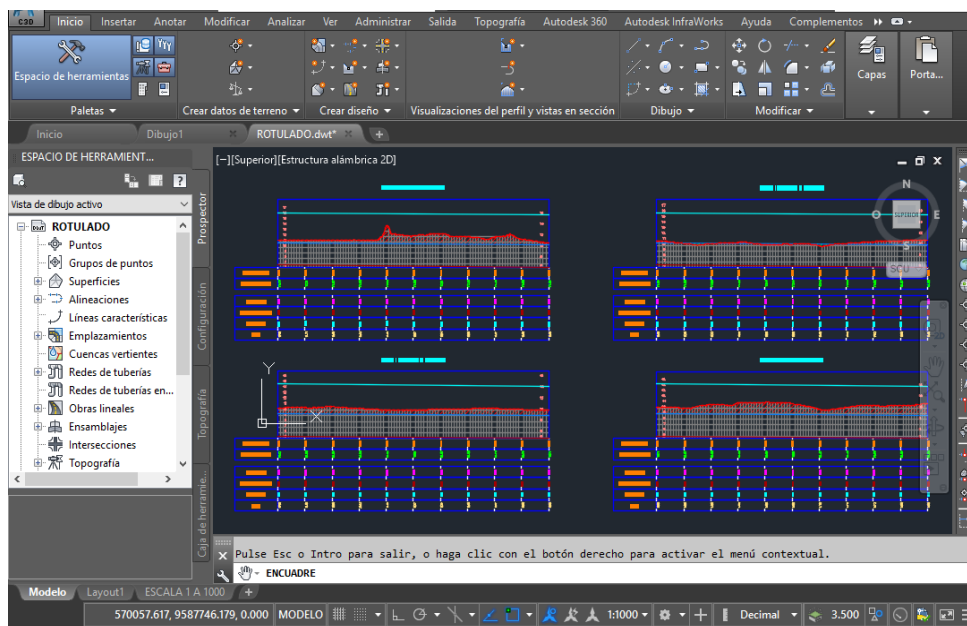 C3D
Inicio Insertar Anotar Modificar Analizar Ver Administrar Salida Topografía Autodesk 360 Autodesk InfraWorks Ayuda Complementos
Espacio de herramientas
Capas
Porta...
Paletas
Crear datos de terreno
Crear diseño
Visualizaciones del perfil y vistas en sección
Dibujo
Modificar
Inicio Dibujo1 ROTULADO.dwt*
ESPACIO DE HERRAMIENT...
Vista de dibujo activo
ROTULADO
Puntos
Grupos de puntos
Superficies
Alineaciones
Líneas características
Emplazamientos
Cuencas vertientes
Redes de tuberías
Redes de tuberías en...
Obras lineales
Ensamblajes
Intersecciones
Topografía
Prospector
Configuración
Topografía
Caja de herramie...
[−][Superior][Estructura alámbrica 2D]
N
O SUPERIOR E
S
SCU
Y
X
Pulse Esc o Intro para salir, o haga clic con el botón derecho para activar el menú contextual.
ENCUADRE
Modelo Layout1 ESCALA 1 A 1000
570057.617, 9587746.179, 0.000 MODELO 1:1000 Decimal 3.500